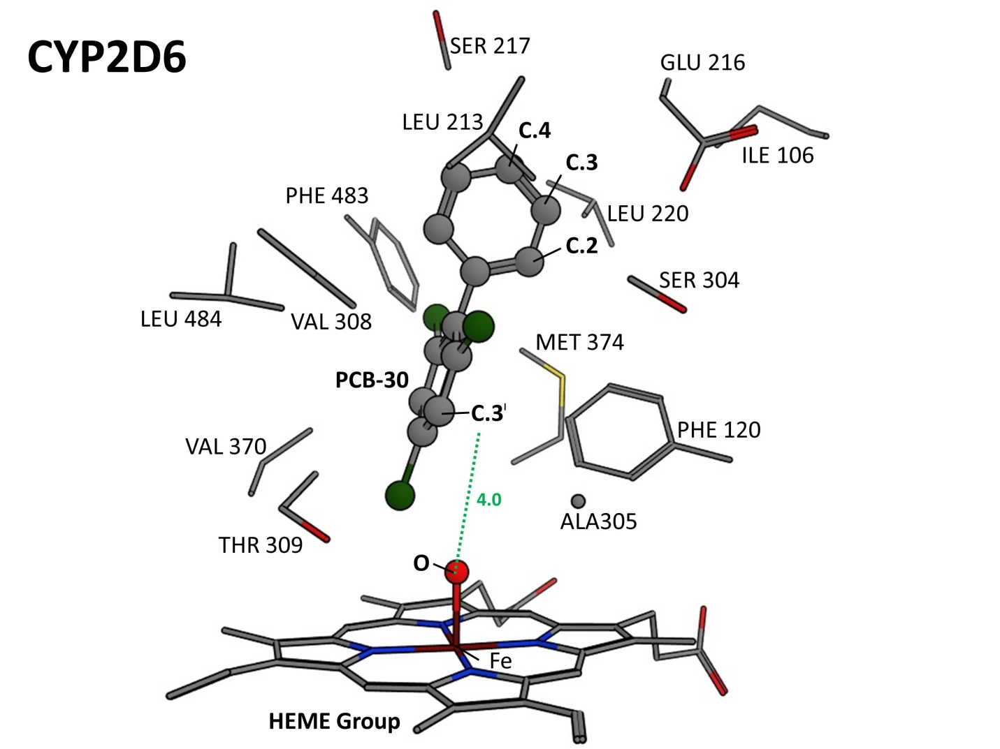 CYP2D6
SER 217
GLU 216
LEU 213
C.4
ILE 106
C.3
PHE 483
LEU 220
C.2
SER 304
LEU 484
VAL 308
MET 374
PCB-30
C.3'
PHE 120
VAL 370
4.0
ALA305
THR 309
O
Fe
HEME Group